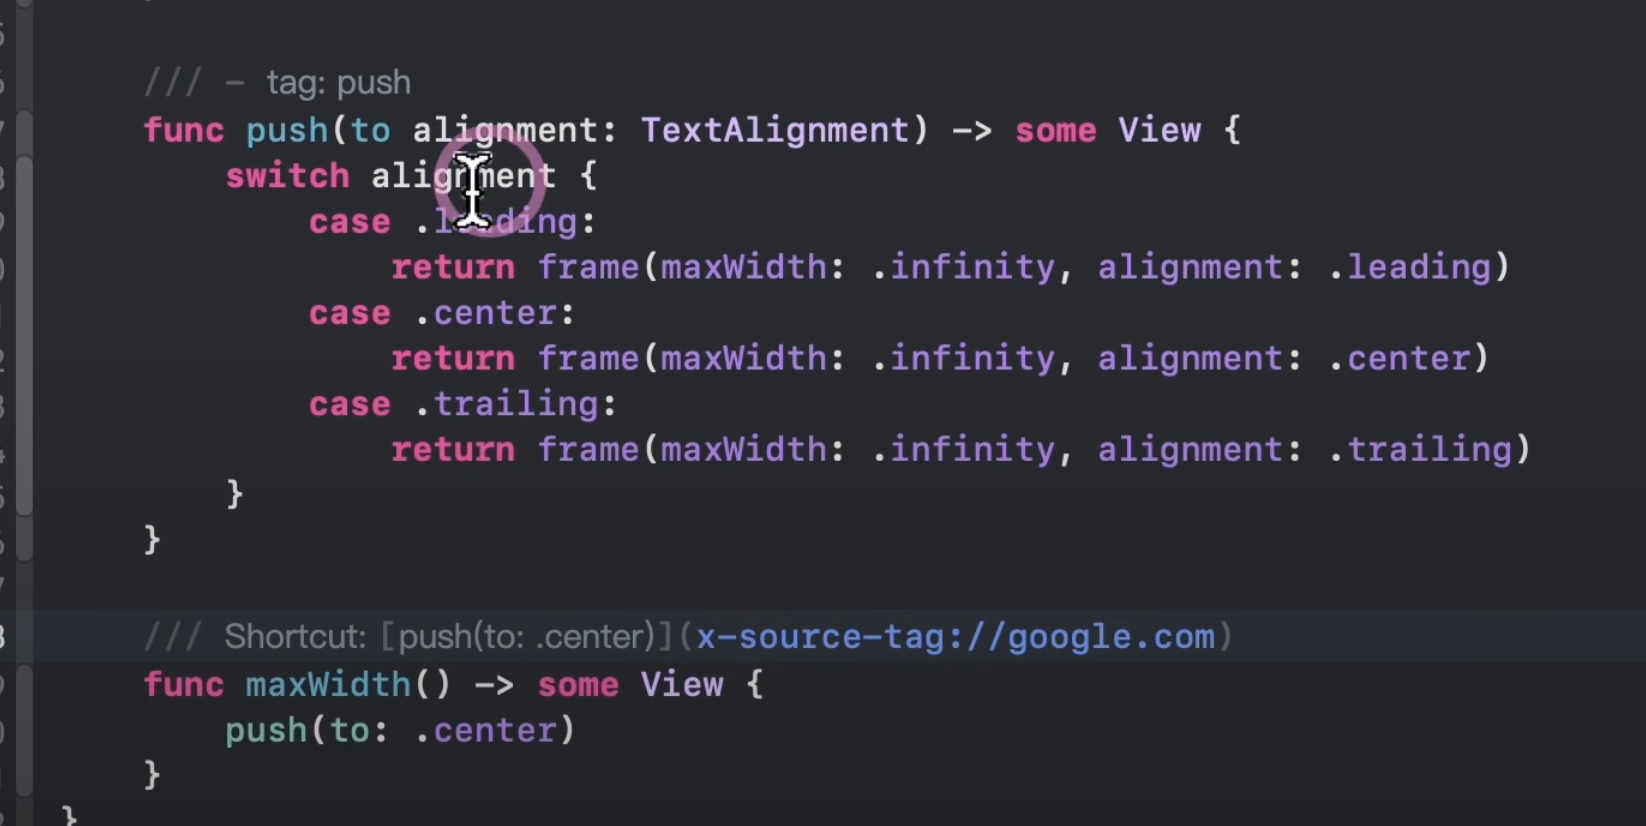 /// - tag: push
func push(to alignment: TextAlignment) -> some View {
switch alignment {
case .leading:
return frame(maxWidth: .infinity, alignment: .leading)
case .center:
return frame(maxWidth: .infinity, alignment: .center)
case .trailing:
return frame(maxWidth: .infinity, alignment: .trailing)
}
}
/// Shortcut: [push(to: .center)](x-source-tag://google.com)
func maxWidth() -> some View {
push(to: .center)
}
}